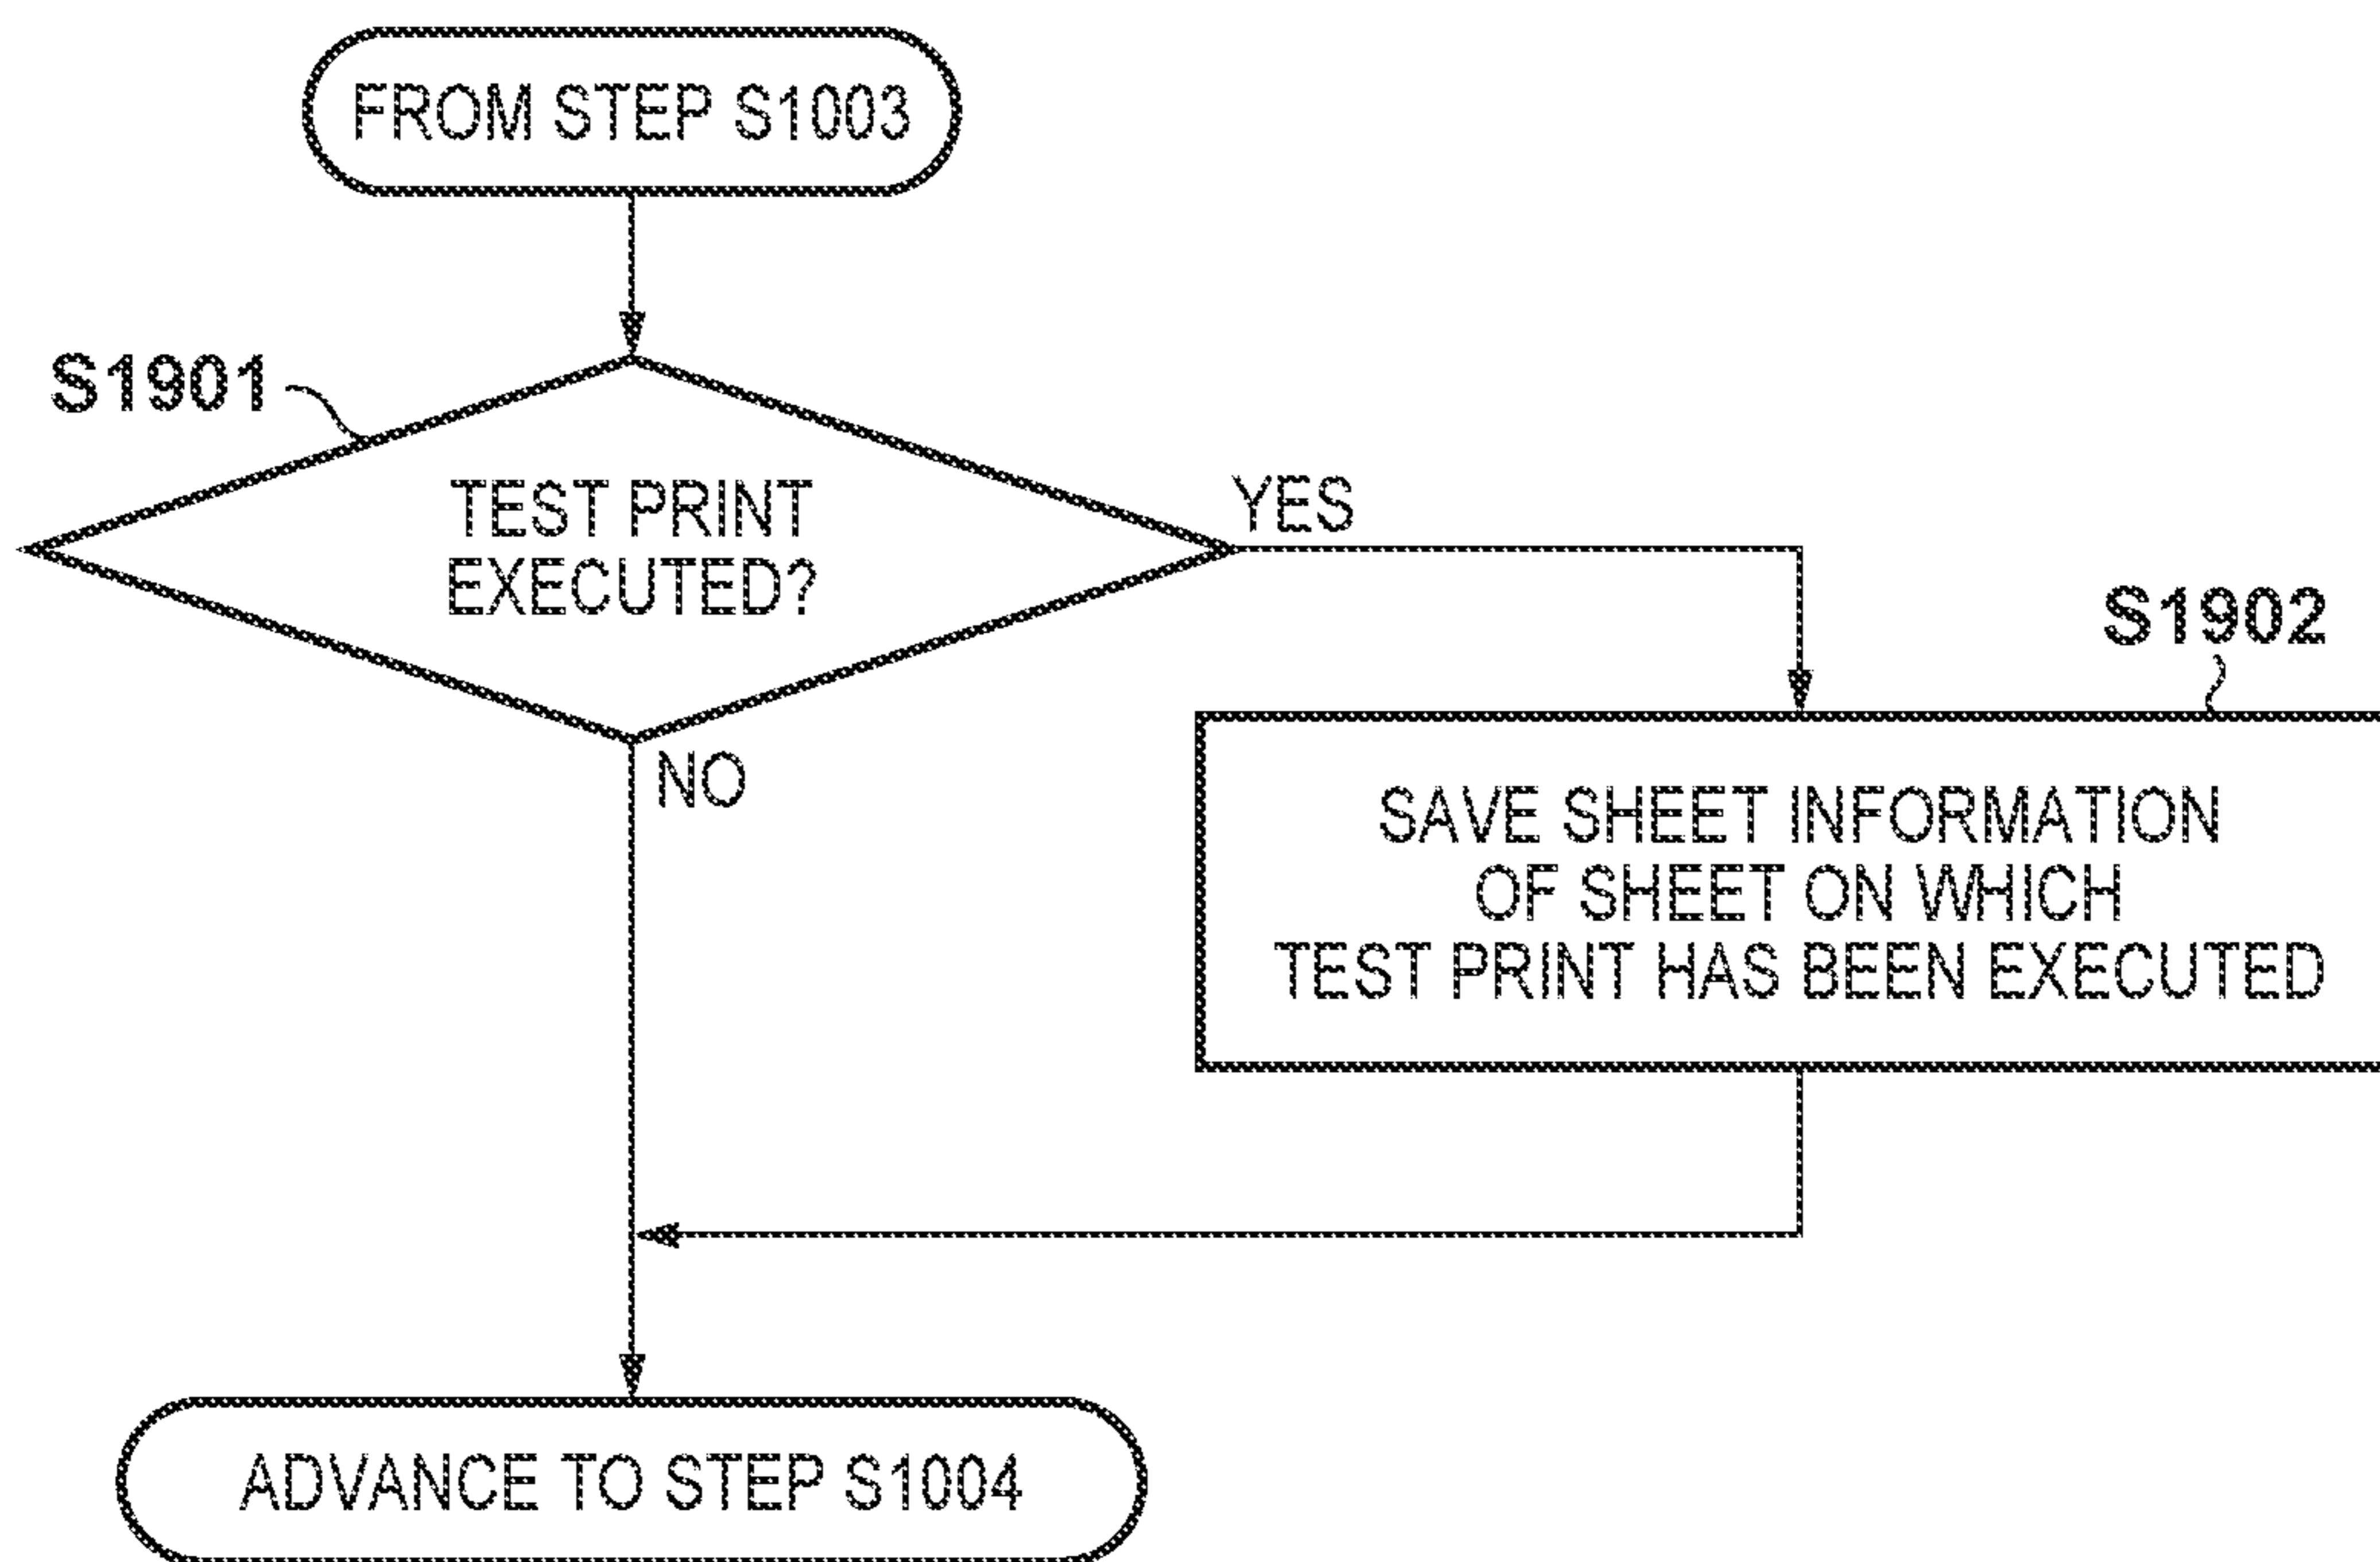 FROM STEP S1003
S1901
TEST PRINT
EXECUTED?
YES
NO
S1902
SAVE SHEET INFORMATION
OF SHEET ON WHICH
TEST PRINT HAS BEEN EXECUTED
ADVANCE TO STEP S1004